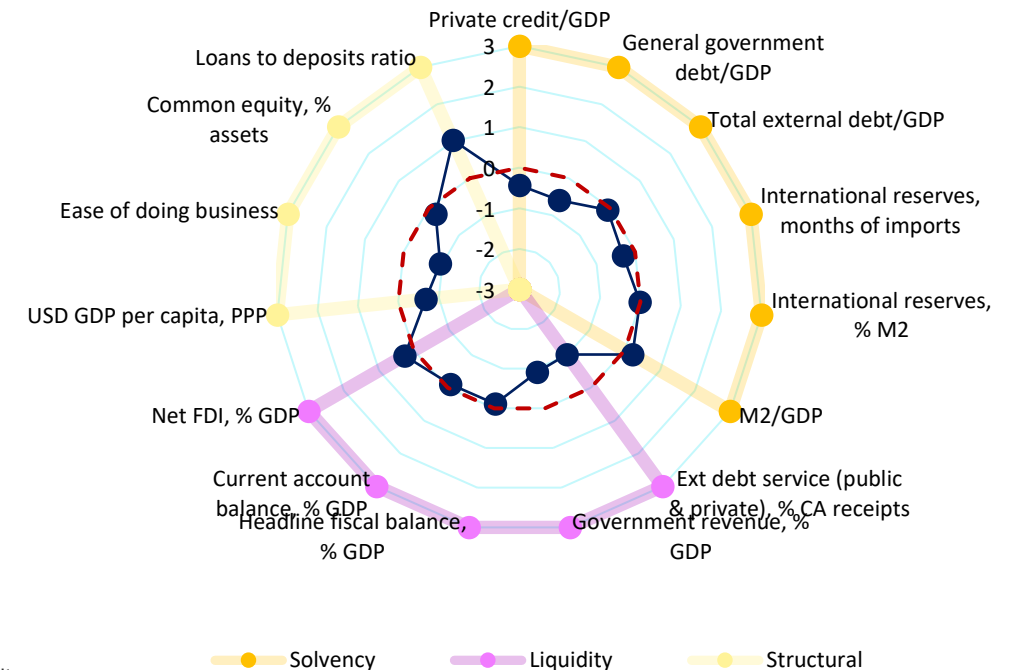 Private credit/GDP
3
General government
debt/GDP
Loans to deposits ratio
2
Common equity, %
assets
1
Total external debt/GDP
0
International reserves,
months of imports
Ease of doing business
-1
-2
-3
International reserves,
% M2
USD GDP per capita, PPP
Net FDI, % GDP
M2/GDP
Current account
balance, % GDP
Ext debt service (public
& private), % CA receipts
Headline fiscal balance,
% GDP
Government revenue, %
GDP
Solvency
Liquidity
Structural